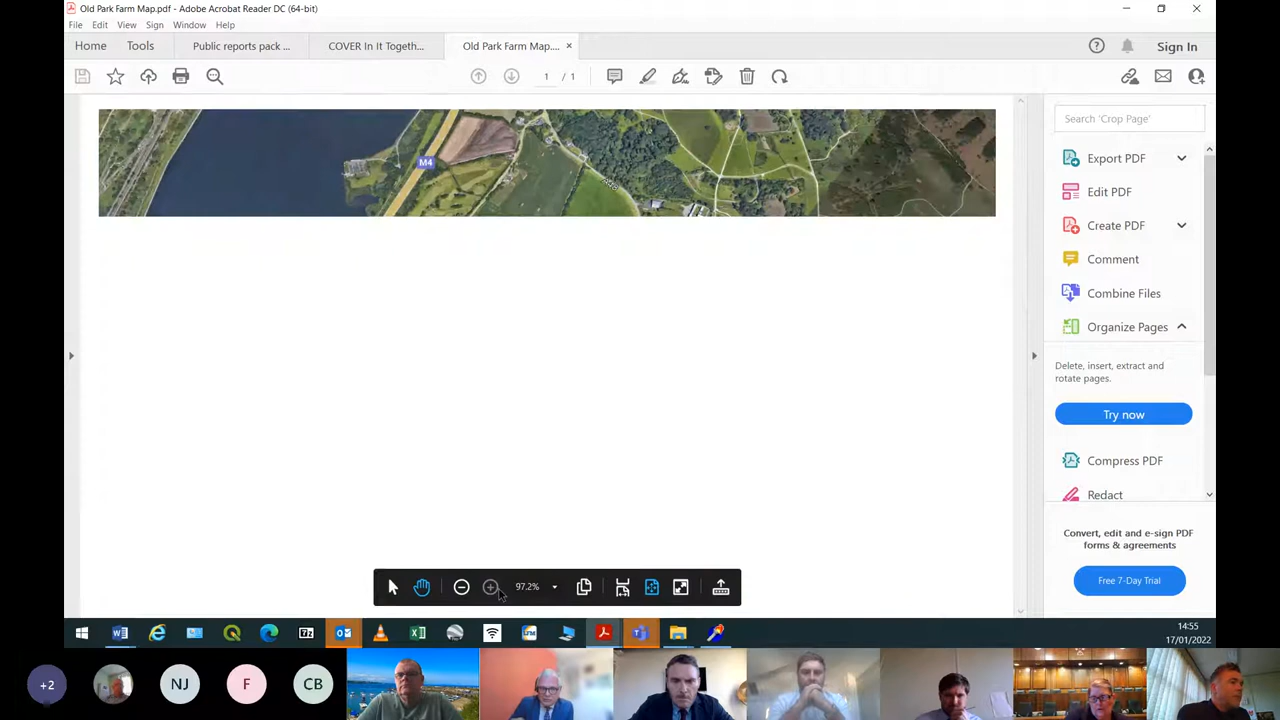 Old Park Farm Map.pdf - Adobe Acrobat Reader DC (64-bit)
File Edit View Sign Window Help
Home Tools Public reports pack ... COVER In It Togeth... Old Park Farm Map.... × Sign In
1 / 1
Search 'Crop Page'
M4
A48
Export PDF
Edit PDF
Create PDF
Comment
Combine Files
Organize Pages
Delete, insert, extract and
rotate pages.
Try now
Compress PDF
Redact
Convert, edit and e-sign PDF
forms & agreements
Free 7-Day Trial
97.2%
14:55
17/01/2022
+2 NJ F CB